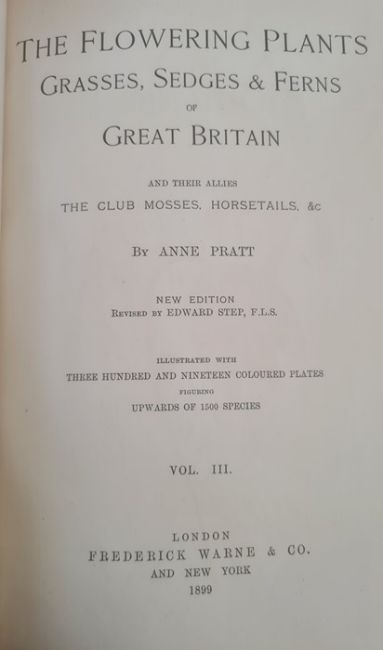 THE FLOWERING PLANTS
GRASSES, SEDGES & FERNS
OF
GREAT BRITAIN
AND THEIR ALLIES
THE CLUB MOSSES, HORSETAILS, &c
BY ANNE PRATT
NEW EDITION
REVISED BY EDWARD STEP, F.L.S.
ILLUSTRATED WITH
THREE HUNDRED AND NINETEEN COLOURED PLATES
FIGURING
UPWARDS OF 1500 SPECIES
VOL. III.
LONDON
FREDERICK WARNE & CO.
AND NEW YORK
1899